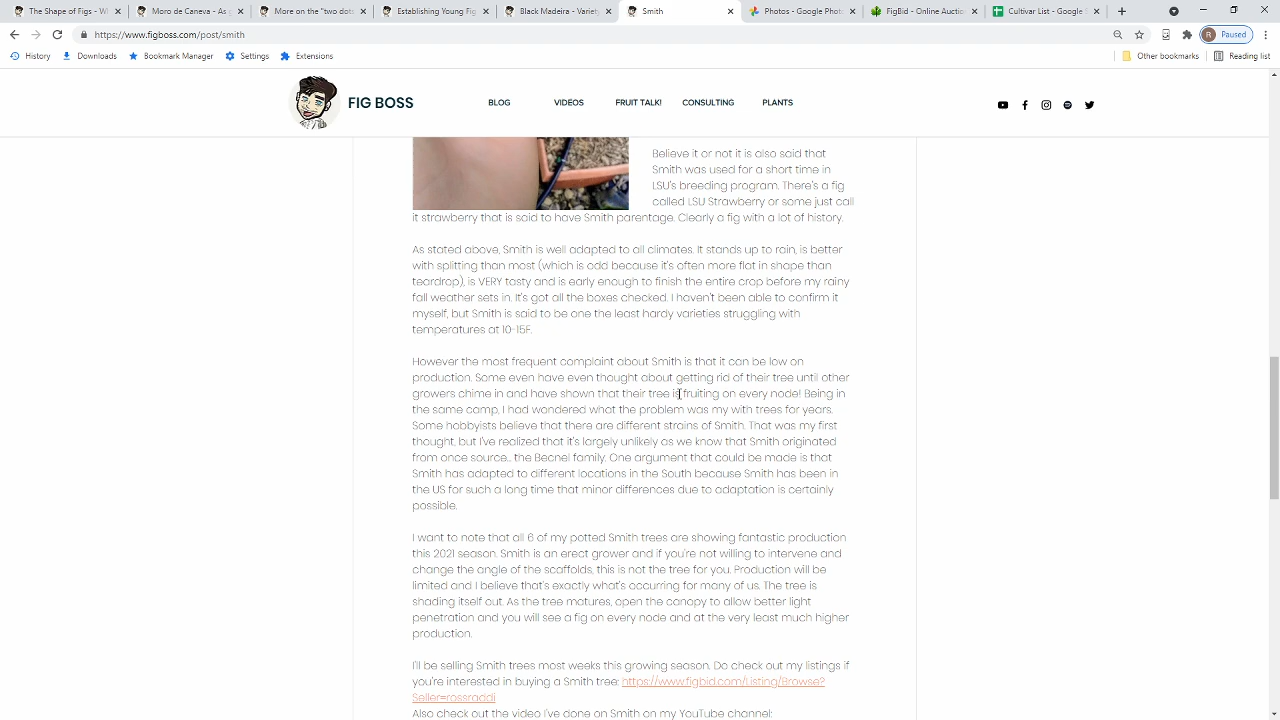 The Shape of Figs - W
Moro de Caneva - As g
More on the "two dots
Establishing Young Fig
Black Madeira - Variety
Smith
Photos - Google Photo
FigBid - Online Auction
Cultivar List - Google S
https://www.figboss.com/post/smith
R Paused
History Downloads Bookmark Manager Settings Extensions Other bookmarks Reading list
FIG BOSS BLOG VIDEOS FRUIT TALK! CONSULTING PLANTS
Believe it or not it is also said that
Smith was used for a short time in
LSU's breeding program. There's a fig
called LSU Strawberry or some just call
it strawberry that is said to have Smith parentage. Clearly a fig with a lot of history.
As stated above, Smith is well adapted to all climates. It stands up to rain, is better
with splitting than most (which is odd because it's often more flat in shape than
teardrop), is VERY tasty and is early enough to finish the entire crop before my rainy
fall weather sets in. It's got all the boxes checked. I haven't been able to confirm it
myself, but Smith is said to be one the least hardy varieties struggling with
temperatures at 10-15F.
However the most frequent complaint about Smith is that it can be low on
production. Some even have even thought about getting rid of their tree until other
growers chime in and have shown that their tree is fruiting on every node! Being in
the same camp, I had wondered what the problem was my with trees for years.
Some hobbyists believe that there are different strains of Smith. That was my first
thought, but I've realized that it's largely unlikely as we know that Smith originated
from once source... the Becnel family. One argument that could be made is that
Smith has adapted to different locations in the South because Smith has been in
the US for such a long time that minor differences due to adaptation is certainly
possible.
I want to note that all 6 of my potted Smith trees are showing fantastic production
this 2021 season. Smith is an erect grower and if you're not willing to intervene and
change the angle of the scaffolds, this is not the tree for you. Production will be
limited and I believe that's exactly what's occurring for many of us. The tree is
shading itself out. As the tree matures, open the canopy to allow better light
penetration and you will see a fig on every node and at the very least much higher
production.
I'll be selling Smith trees most weeks this growing season. Do check out my listings if
you're interested in buying a Smith tree: https://www.figbid.com/Listing/Browse?
Seller=rossraddi
Also check out the video I've done on Smith on my YouTube channel: